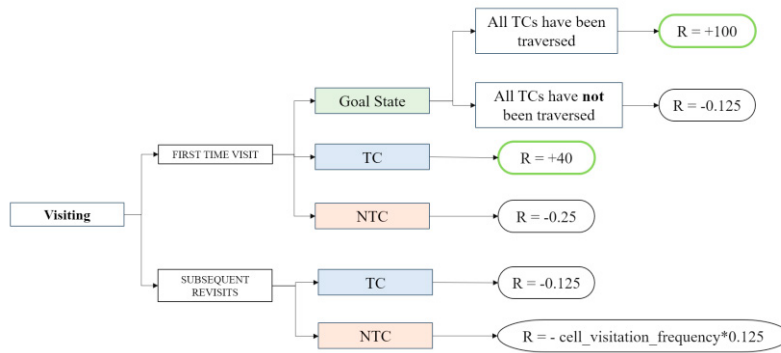 All TCs have been
traversed
R = +100
Goal State
All TCs have not
been traversed
R = -0.125
FIRST TIME VISIT
TC
R = +40
Visiting
NTC
R = -0.25
SUBSEQUENT
REVISITS
TC
R = -0.125
NTC
R = - cell_visitation_frequency*0.125